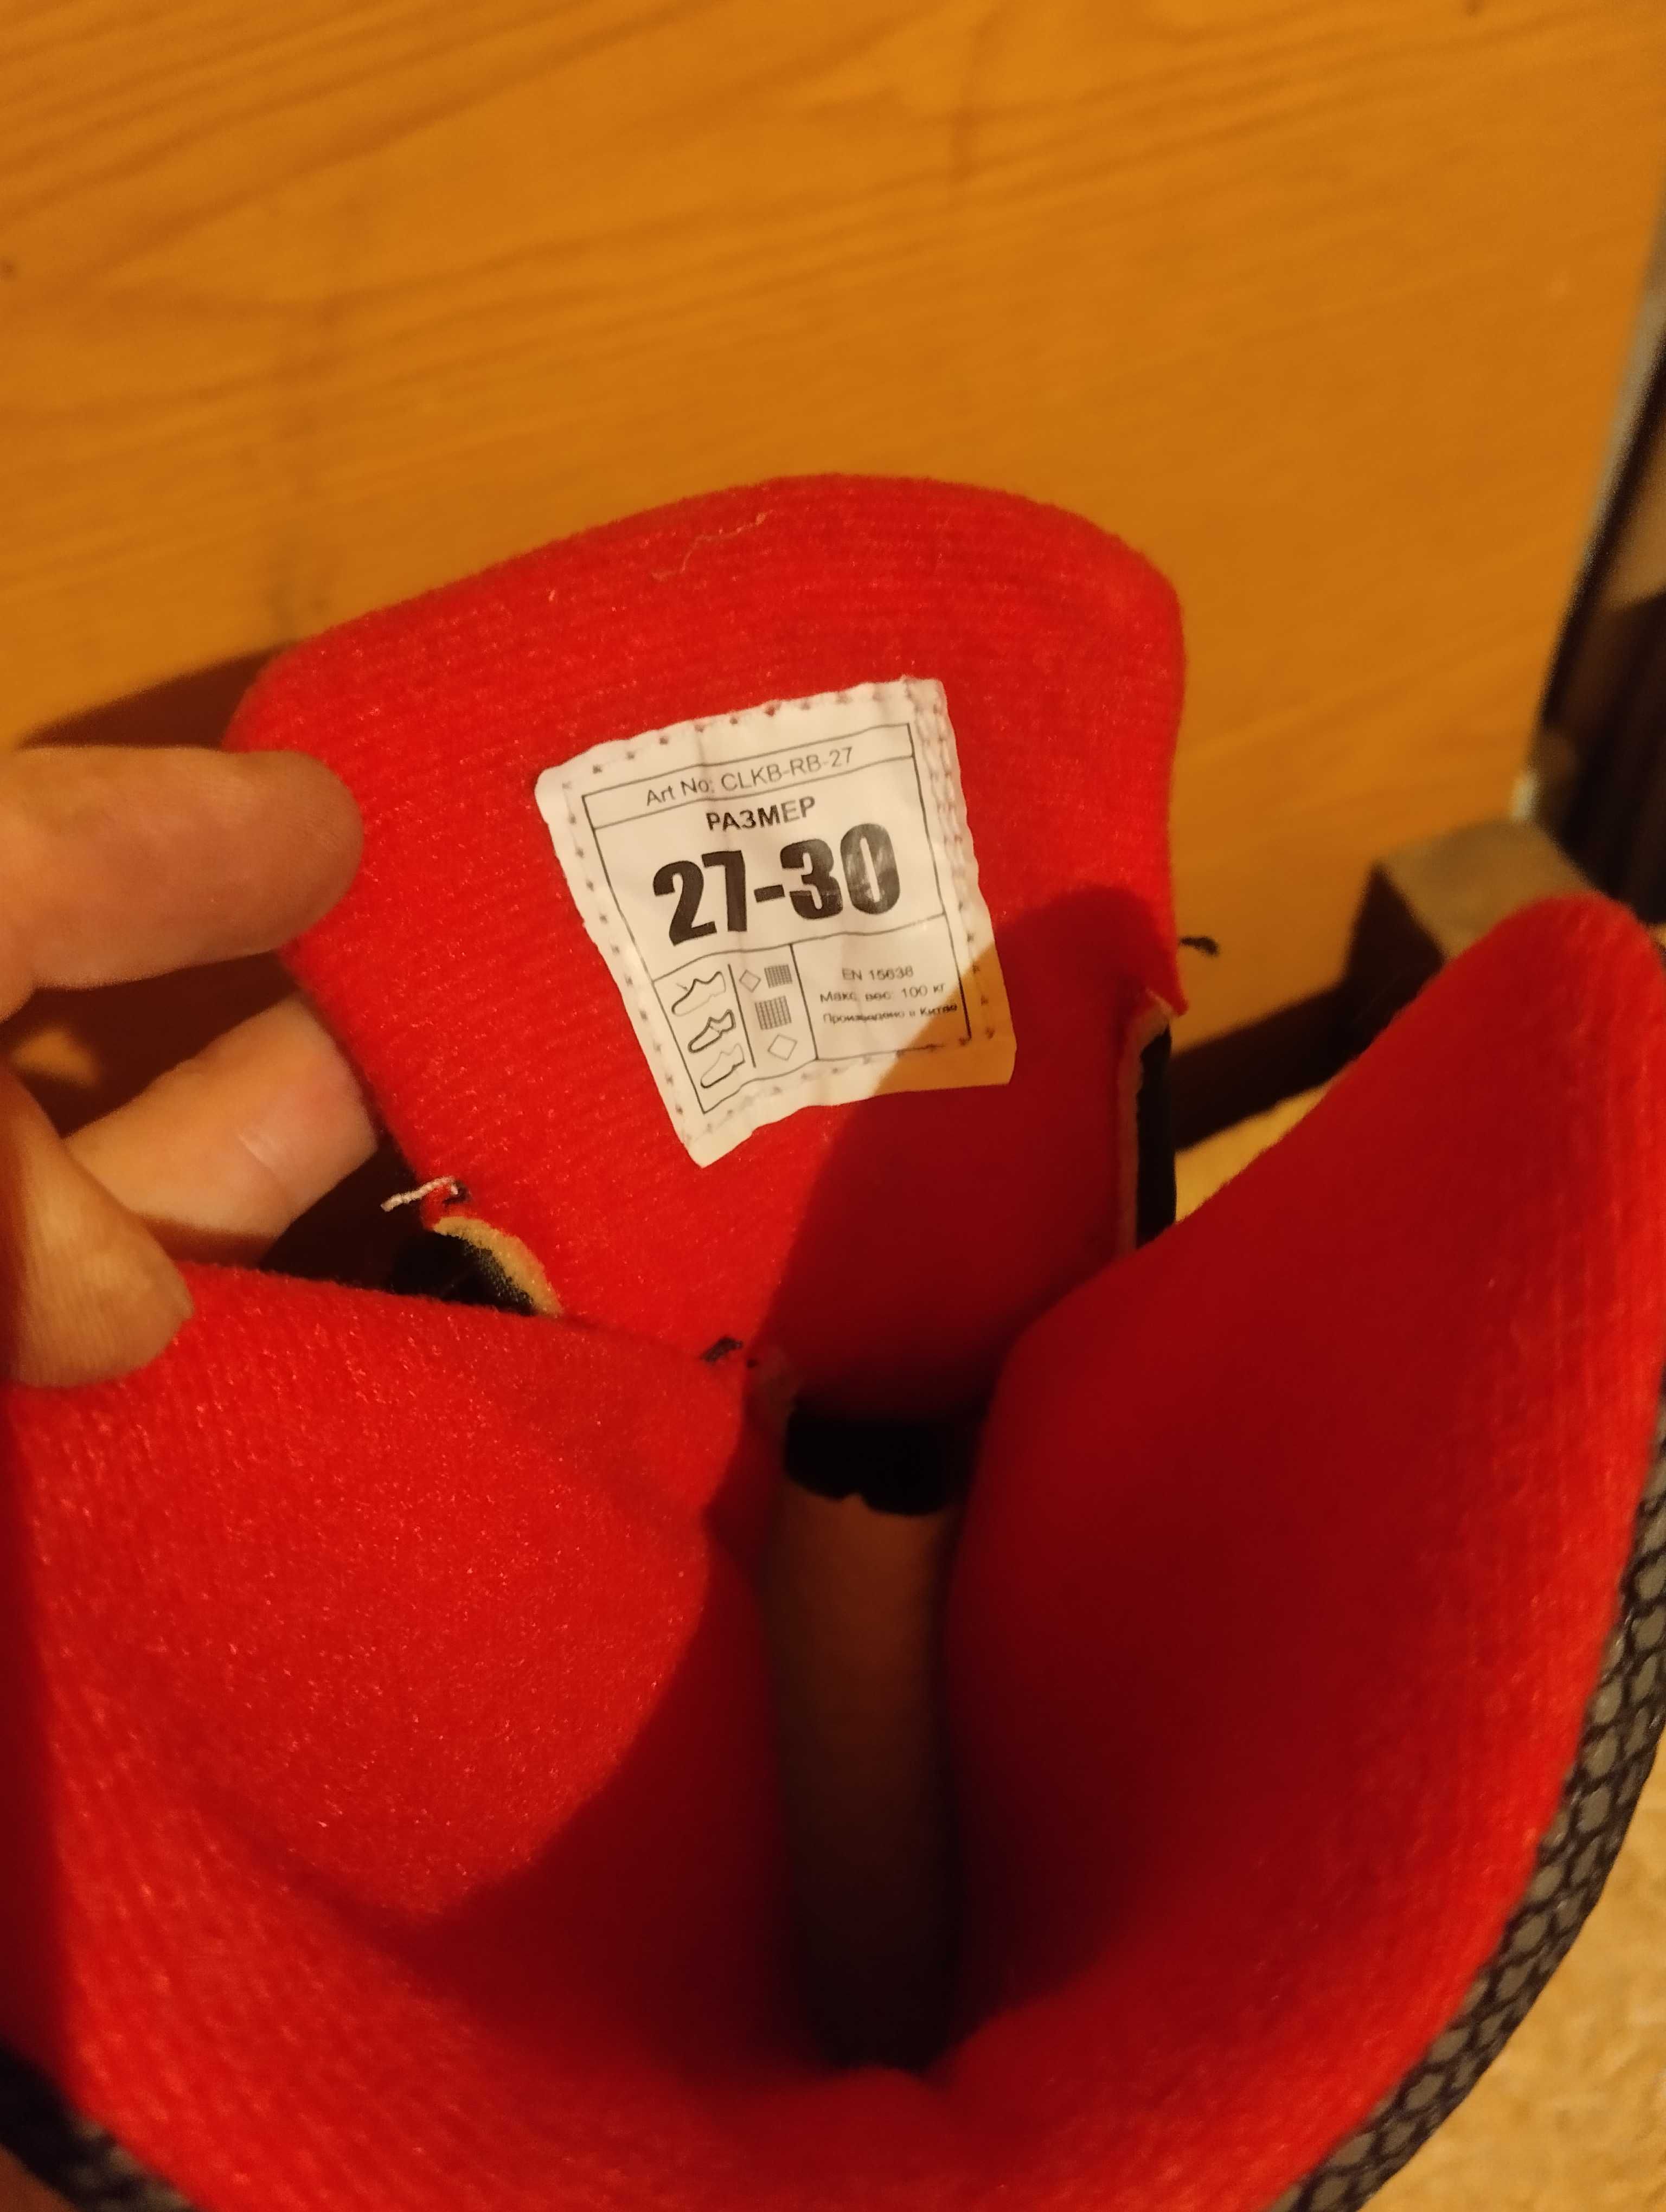 Art No: CLKB-RB-27
РАЗМЕР
27-30
EN 15638
Макс. вес: 100 кг
Произведено в Китае